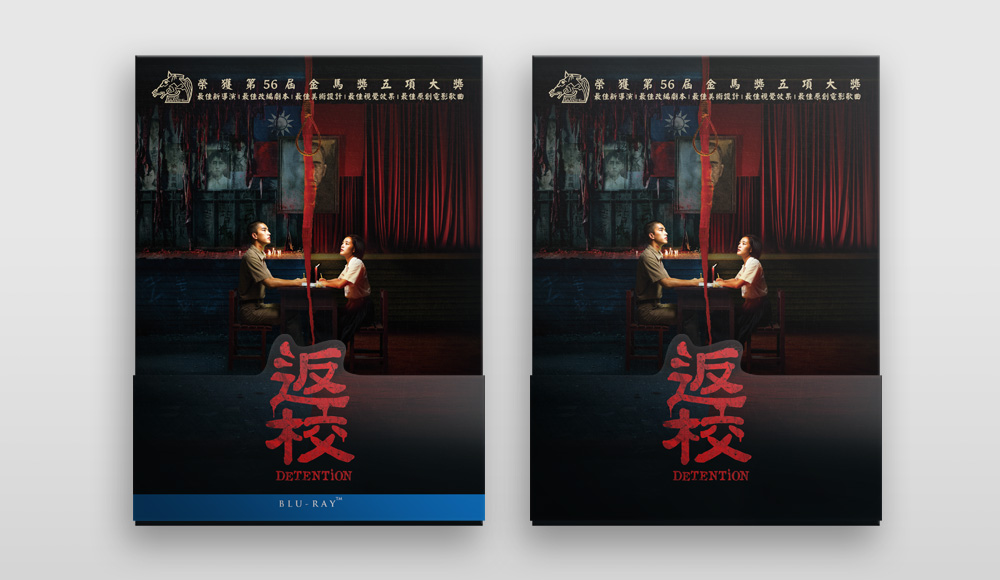 榮獲第56屆金馬獎五項大獎
最佳新導演|最佳改編劇本|最佳美術設計|最佳視覺效果|最佳原創電影歌曲
返
校
DETENTION
BLU-RAY™
榮獲第56屆金馬獎五項大獎
最佳新導演|最佳改編劇本|最佳美術設計|最佳視覺效果|最佳原創電影歌曲
返
校
DETENTION